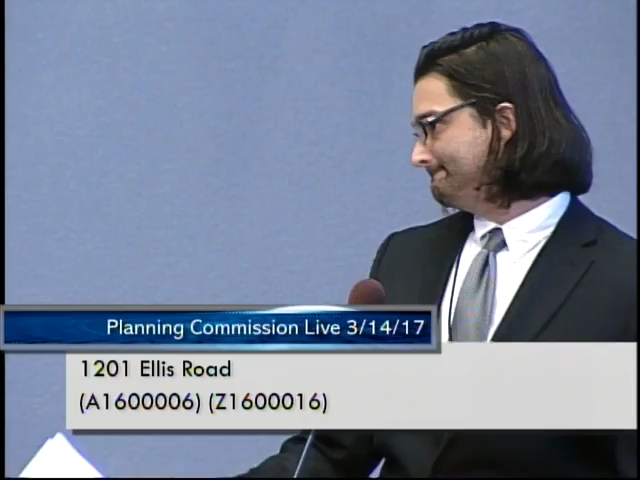 Planning Commission Live 3/14/17
1201 Ellis Road
(A1600006) (Z1600016)